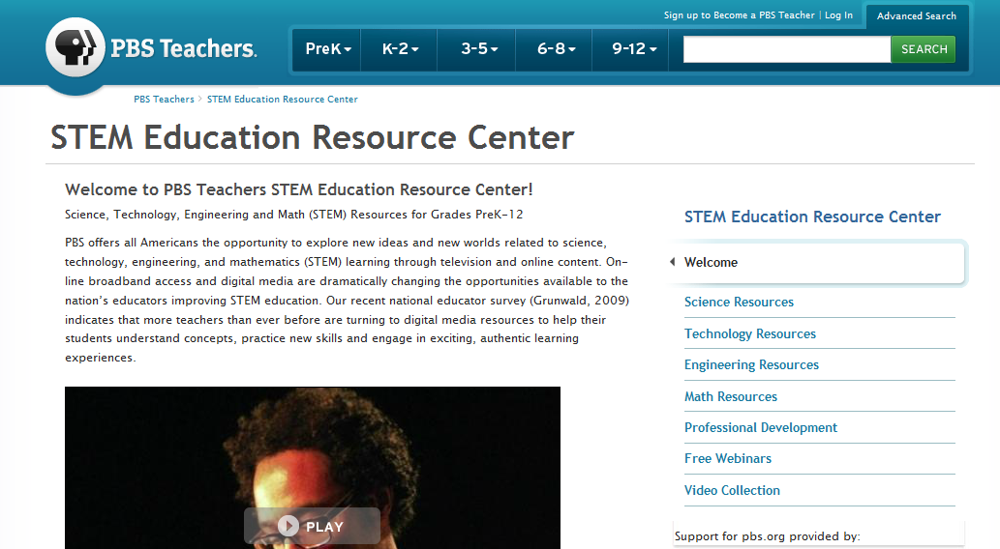 Sign up to Become a PBS Teacher | Log In
Advanced Search
PBS Teachers.
PreK
K-2
3-5
6-8
9-12
SEARCH
PBS Teachers > STEM Education Resource Center
STEM Education Resource Center
Welcome to PBS Teachers STEM Education Resource Center!
Science, Technology, Engineering and Math (STEM) Resources for Grades PreK-12
PBS offers all Americans the opportunity to explore new ideas and new worlds related to science,
technology, engineering, and mathematics (STEM) learning through television and online content. On-
line broadband access and digital media are dramatically changing the opportunities available to the
nation's educators improving STEM education. Our recent national educator survey (Grunwald, 2009)
indicates that more teachers than ever before are turning to digital media resources to help their
students understand concepts, practice new skills and engage in exciting, authentic learning
experiences.
PLAY
STEM Education Resource Center
Welcome
Science Resources
Technology Resources
Engineering Resources
Math Resources
Professional Development
Free Webinars
Video Collection
Support for pbs.org provided by: